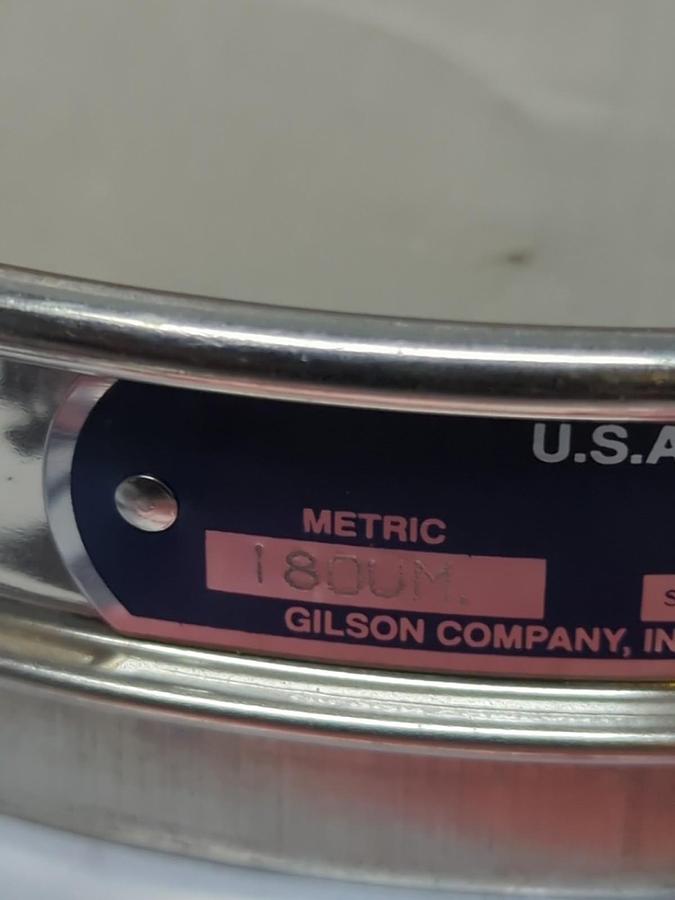 U.S.A
METRIC
180UM.
S
GILSON COMPANY, IN